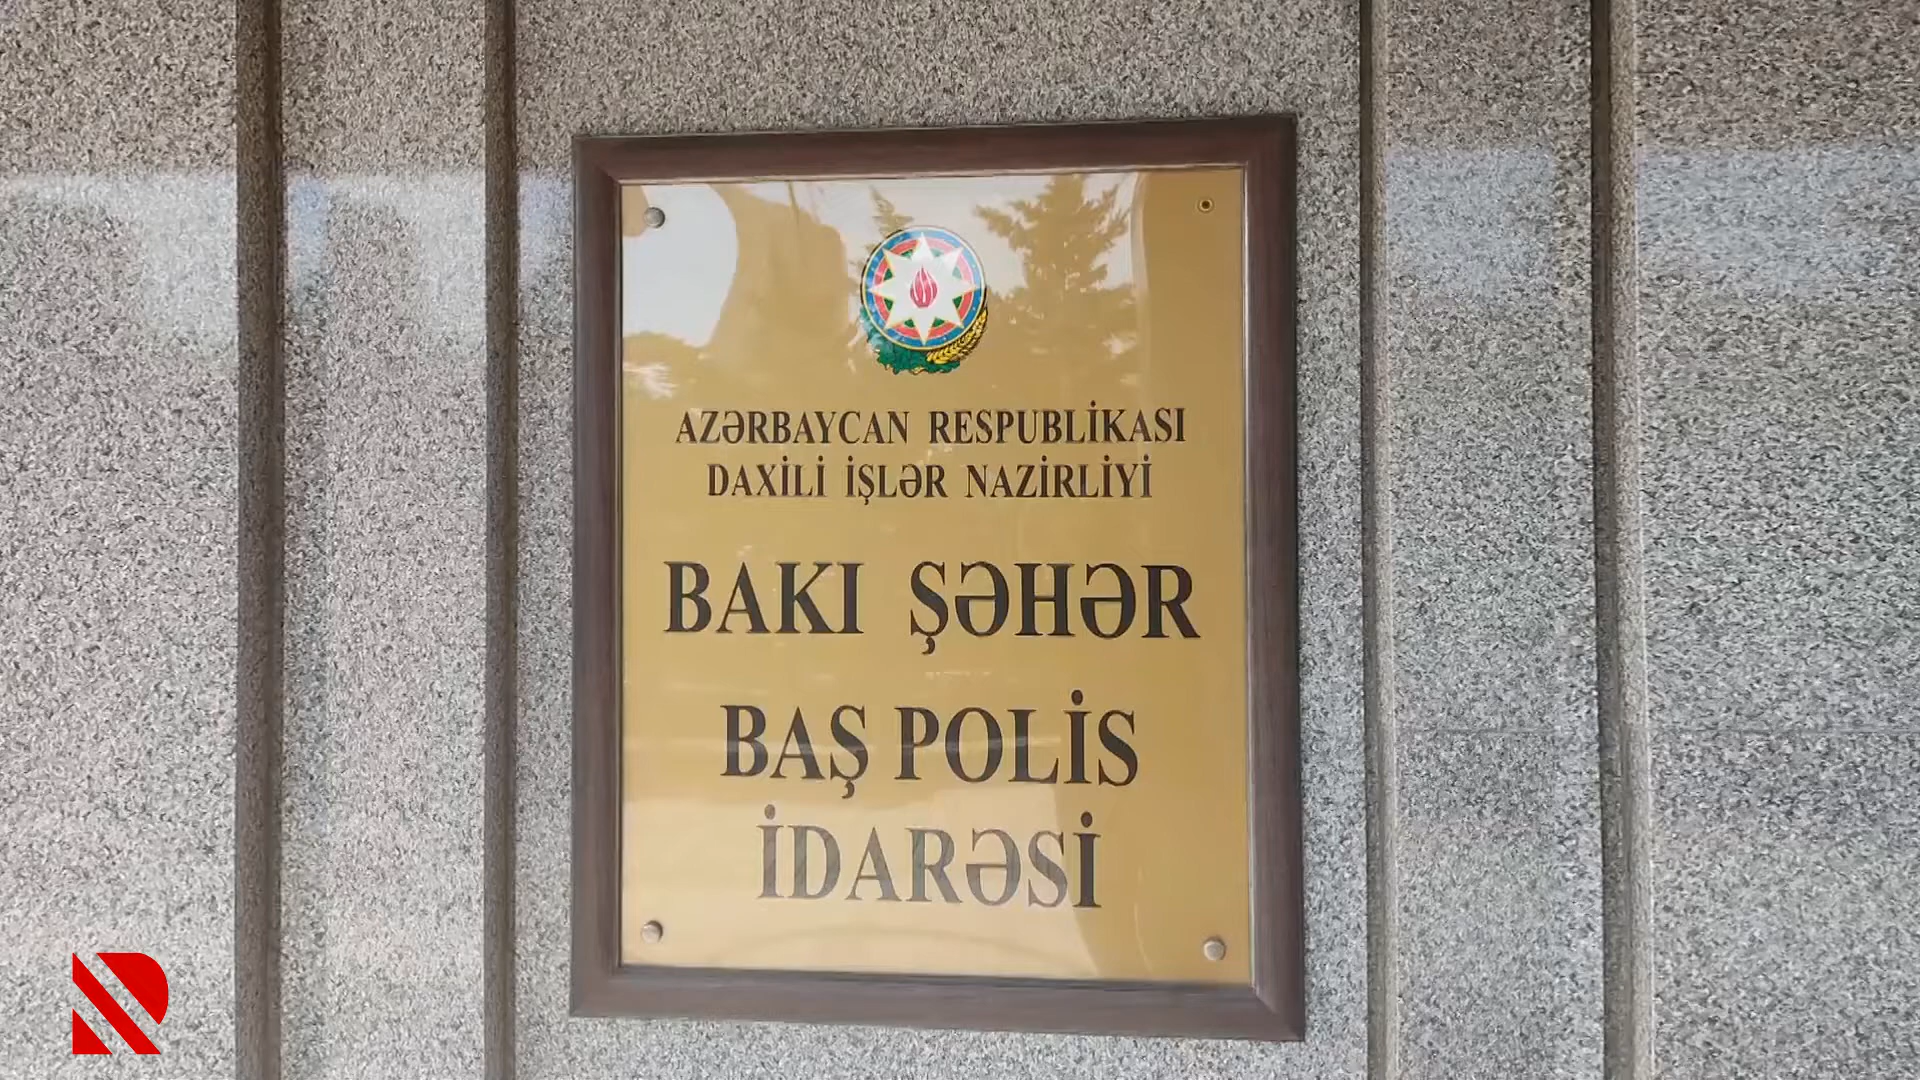 AZƏRBAYCAN RESPUBLİKASI
DAXİLİ İŞLƏR NAZİRLİYİ
BAKI ŞƏHƏR
BAŞ POLİS
İDARƏSİ